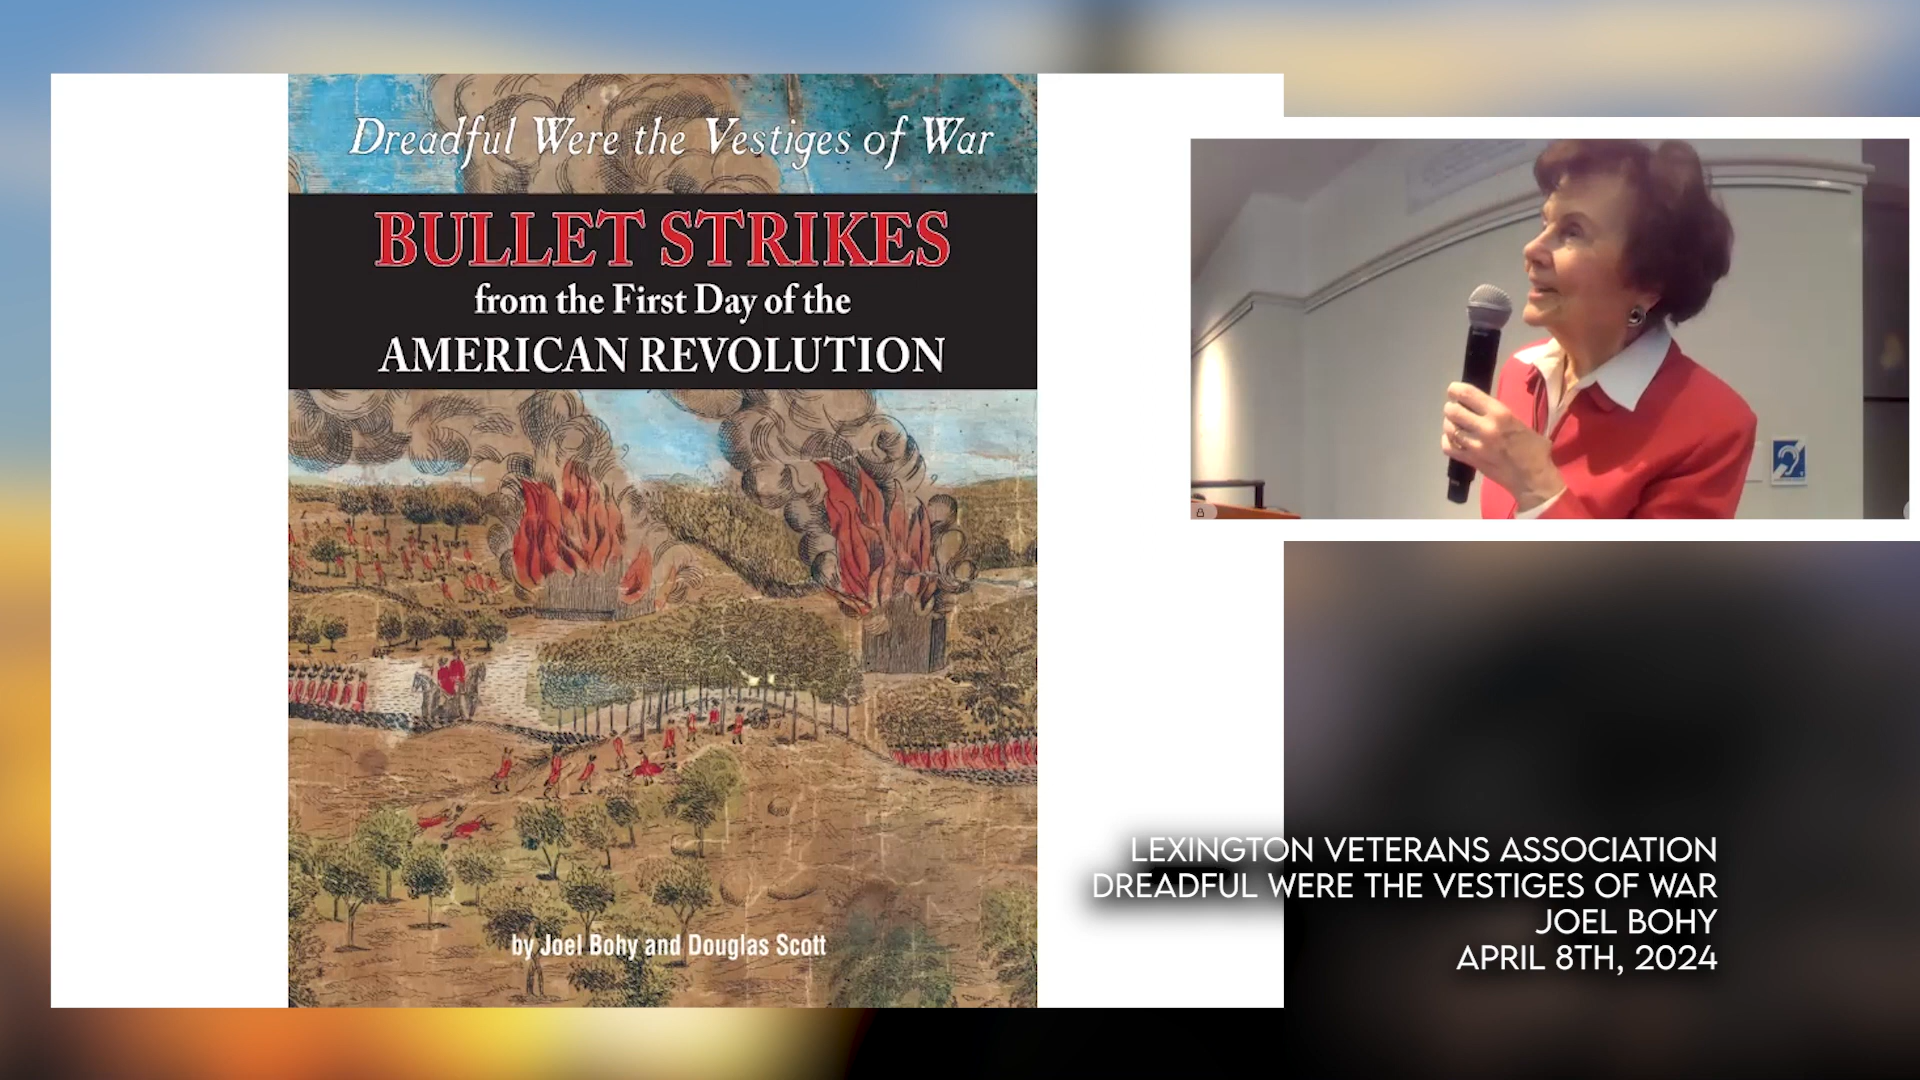 Dreadful Were the Vestiges of War
BULLET STRIKES
from the First Day of the
AMERICAN REVOLUTION
by Joel Bohy and Douglas Scott
LEXINGTON VETERANS ASSOCIATION
DREADFUL WERE THE VESTIGES OF WAR
JOEL BOHY
APRIL 8TH, 2024